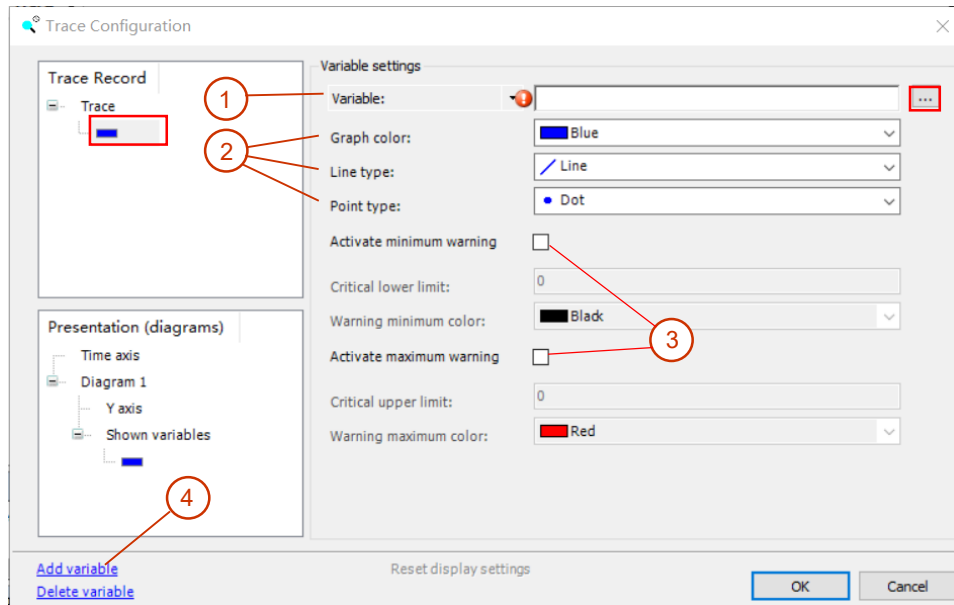 Trace Configuration
Trace Record
Trace
Presentation (diagrams)
Time axis
Diagram 1
Y axis
Shown variables
Variable settings
1
Variable:
...
2
Graph color:
Blue
Line type:
Line
Point type:
Dot
Activate minimum warning
Critical lower limit:
0
Warning minimum color:
Black
3
Activate maximum warning
Critical upper limit:
0
Warning maximum color:
Red
4
Add variable
Delete variable
Reset display settings
OK
Cancel